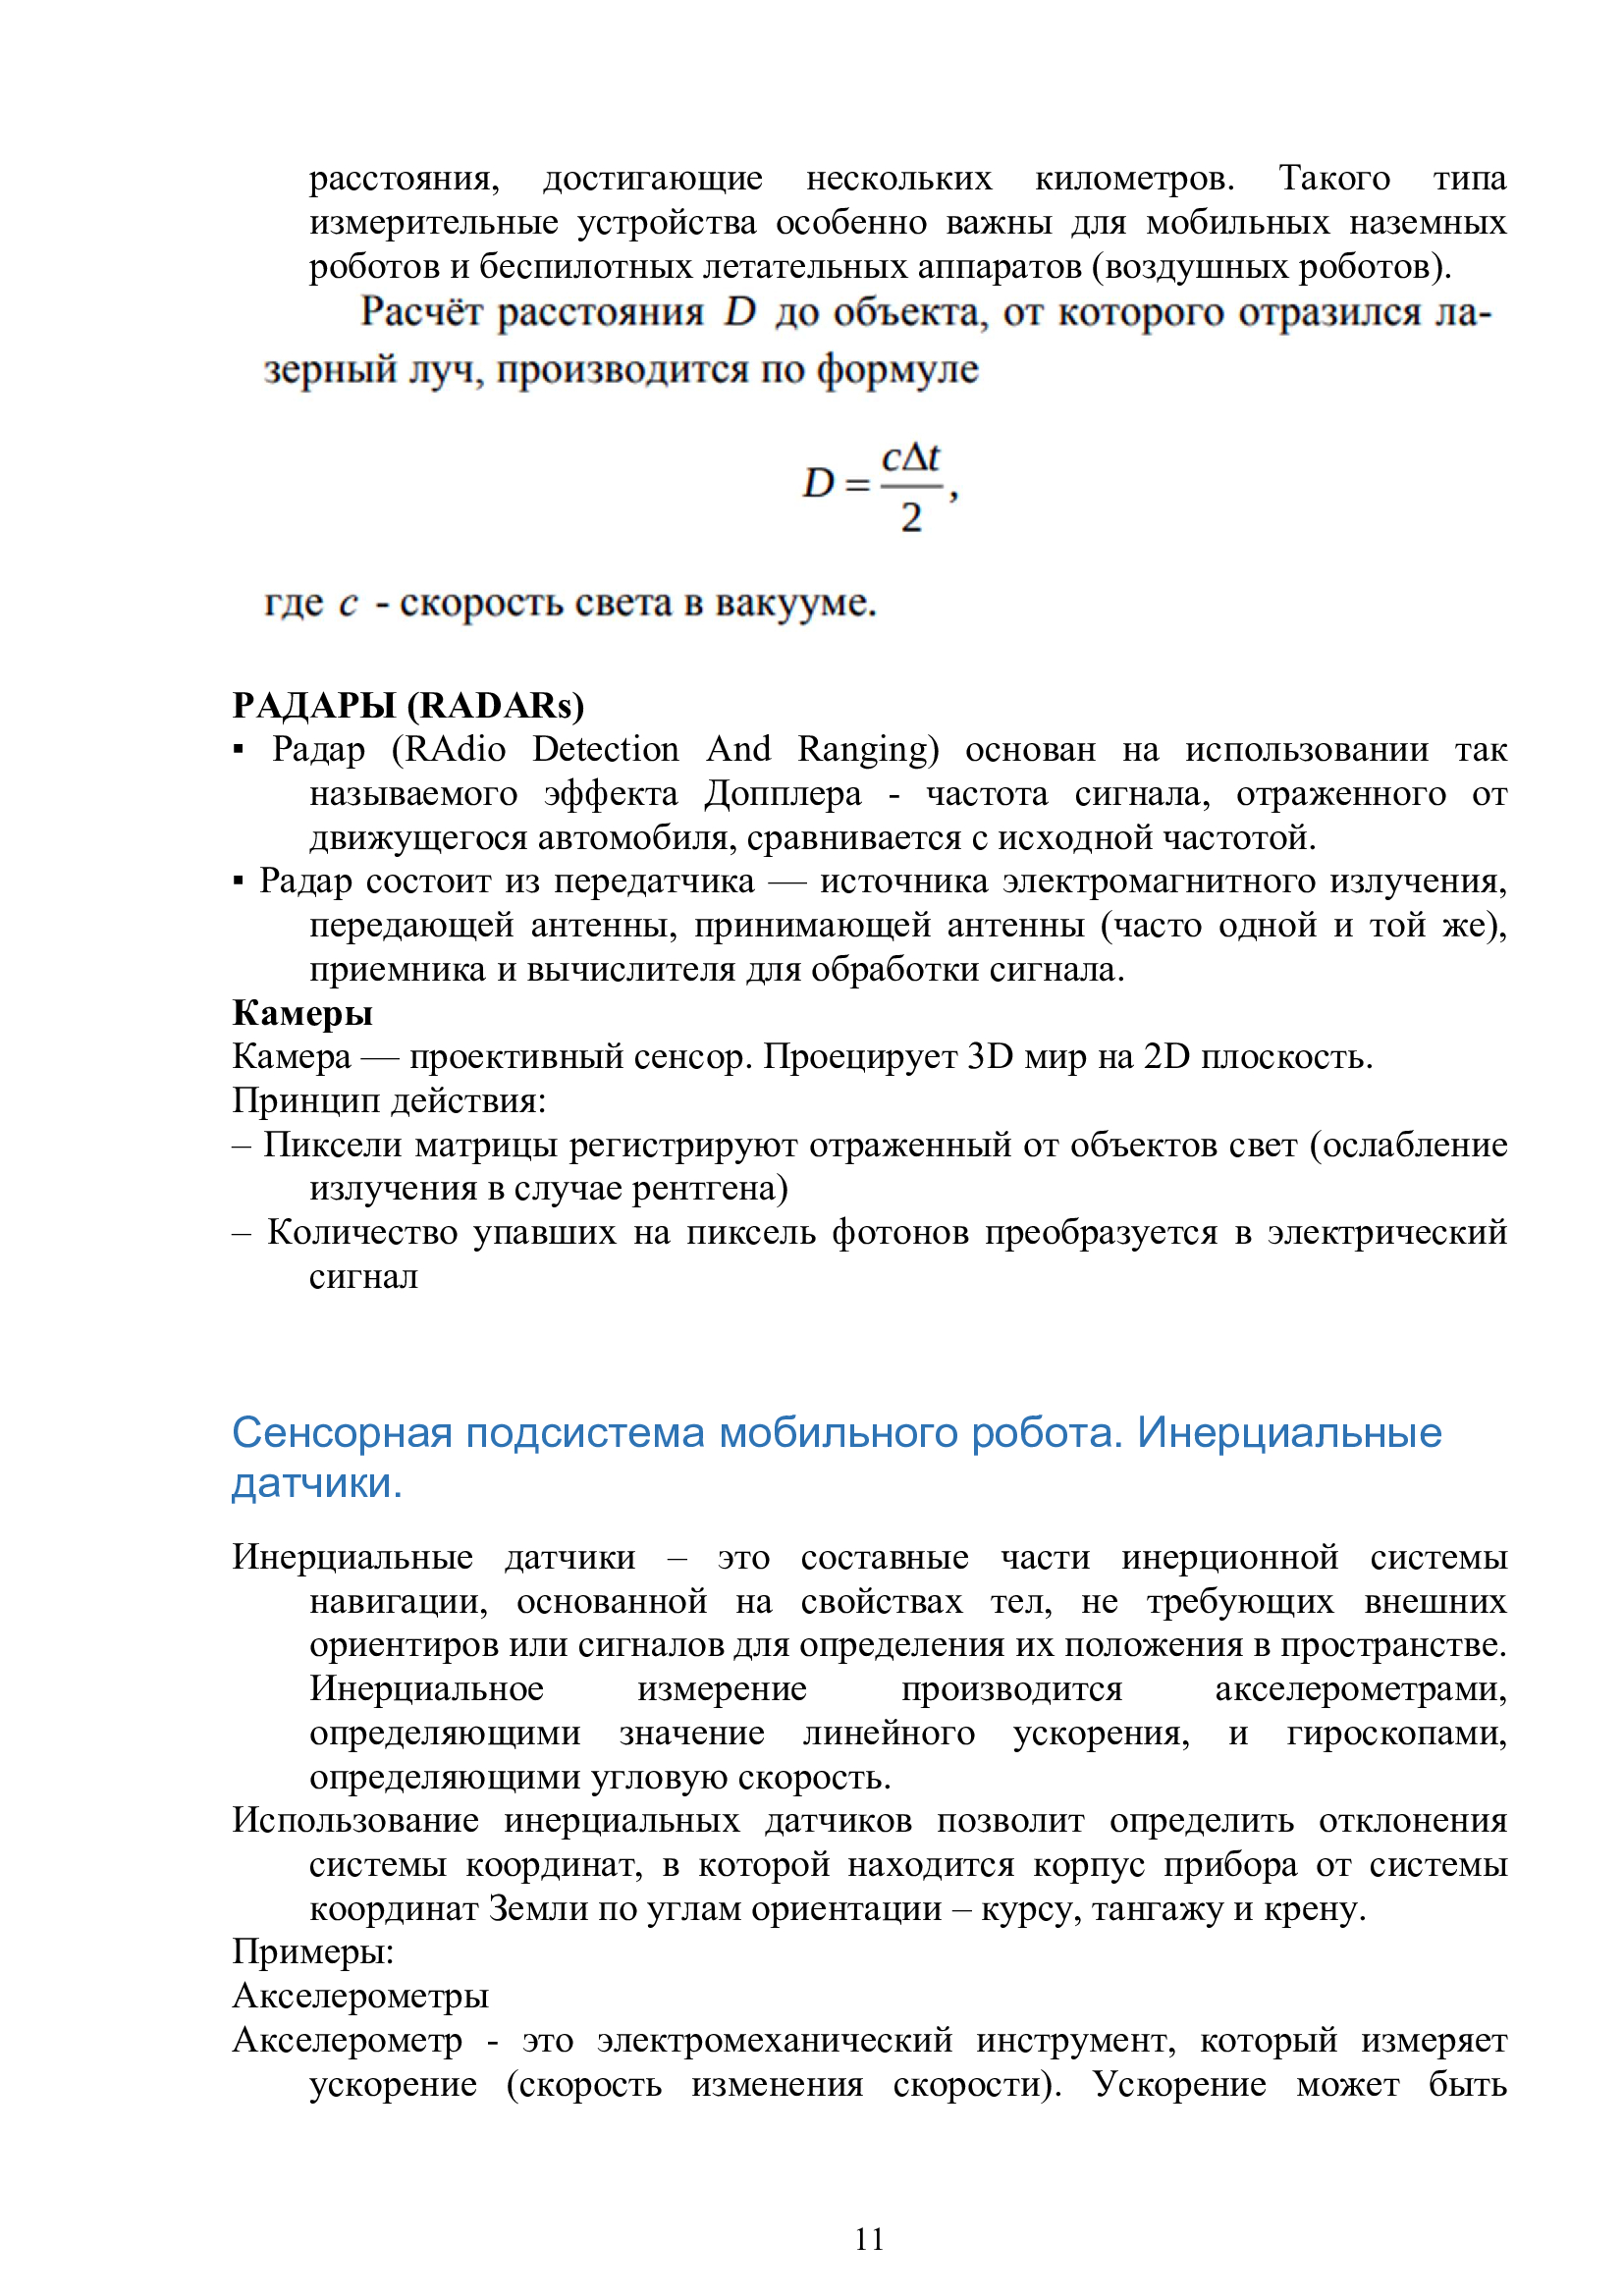 расстояния, достигающие нескольких километров. Такого типа
измерительные устройства особенно важны для мобильных наземных
роботов и беспилотных летательных аппаратов (воздушных роботов).
Расчёт расстояния D до объекта, от которого отразился ла-
зерный луч, производится по формуле
D = cΔt/2,
где c - скорость света в вакууме.
РАДАРЫ (RADARs)
▪ Радар (RAdio Detection And Ranging) основан на использовании так
называемого эффекта Допплера - частота сигнала, отраженного от
движущегося автомобиля, сравнивается с исходной частотой.
▪ Радар состоит из передатчика — источника электромагнитного излучения,
передающей антенны, принимающей антенны (часто одной и той же),
приемника и вычислителя для обработки сигнала.
Камеры
Камера — проективный сенсор. Проецирует 3D мир на 2D плоскость.
Принцип действия:
– Пиксели матрицы регистрируют отраженный от объектов свет (ослабление
излучения в случае рентгена)
– Количество упавших на пиксель фотонов преобразуется в электрический
сигнал
Сенсорная подсистема мобильного робота. Инерциальные
датчики.
Инерциальные датчики – это составные части инерционной системы
навигации, основанной на свойствах тел, не требующих внешних
ориентиров или сигналов для определения их положения в пространстве.
Инерциальное измерение производится акселерометрами,
определяющими значение линейного ускорения, и гироскопами,
определяющими угловую скорость.
Использование инерциальных датчиков позволит определить отклонения
системы координат, в которой находится корпус прибора от системы
координат Земли по углам ориентации – курсу, тангажу и крену.
Примеры:
Акселерометры
Акселерометр - это электромеханический инструмент, который измеряет
ускорение (скорость изменения скорости). Ускорение может быть
11